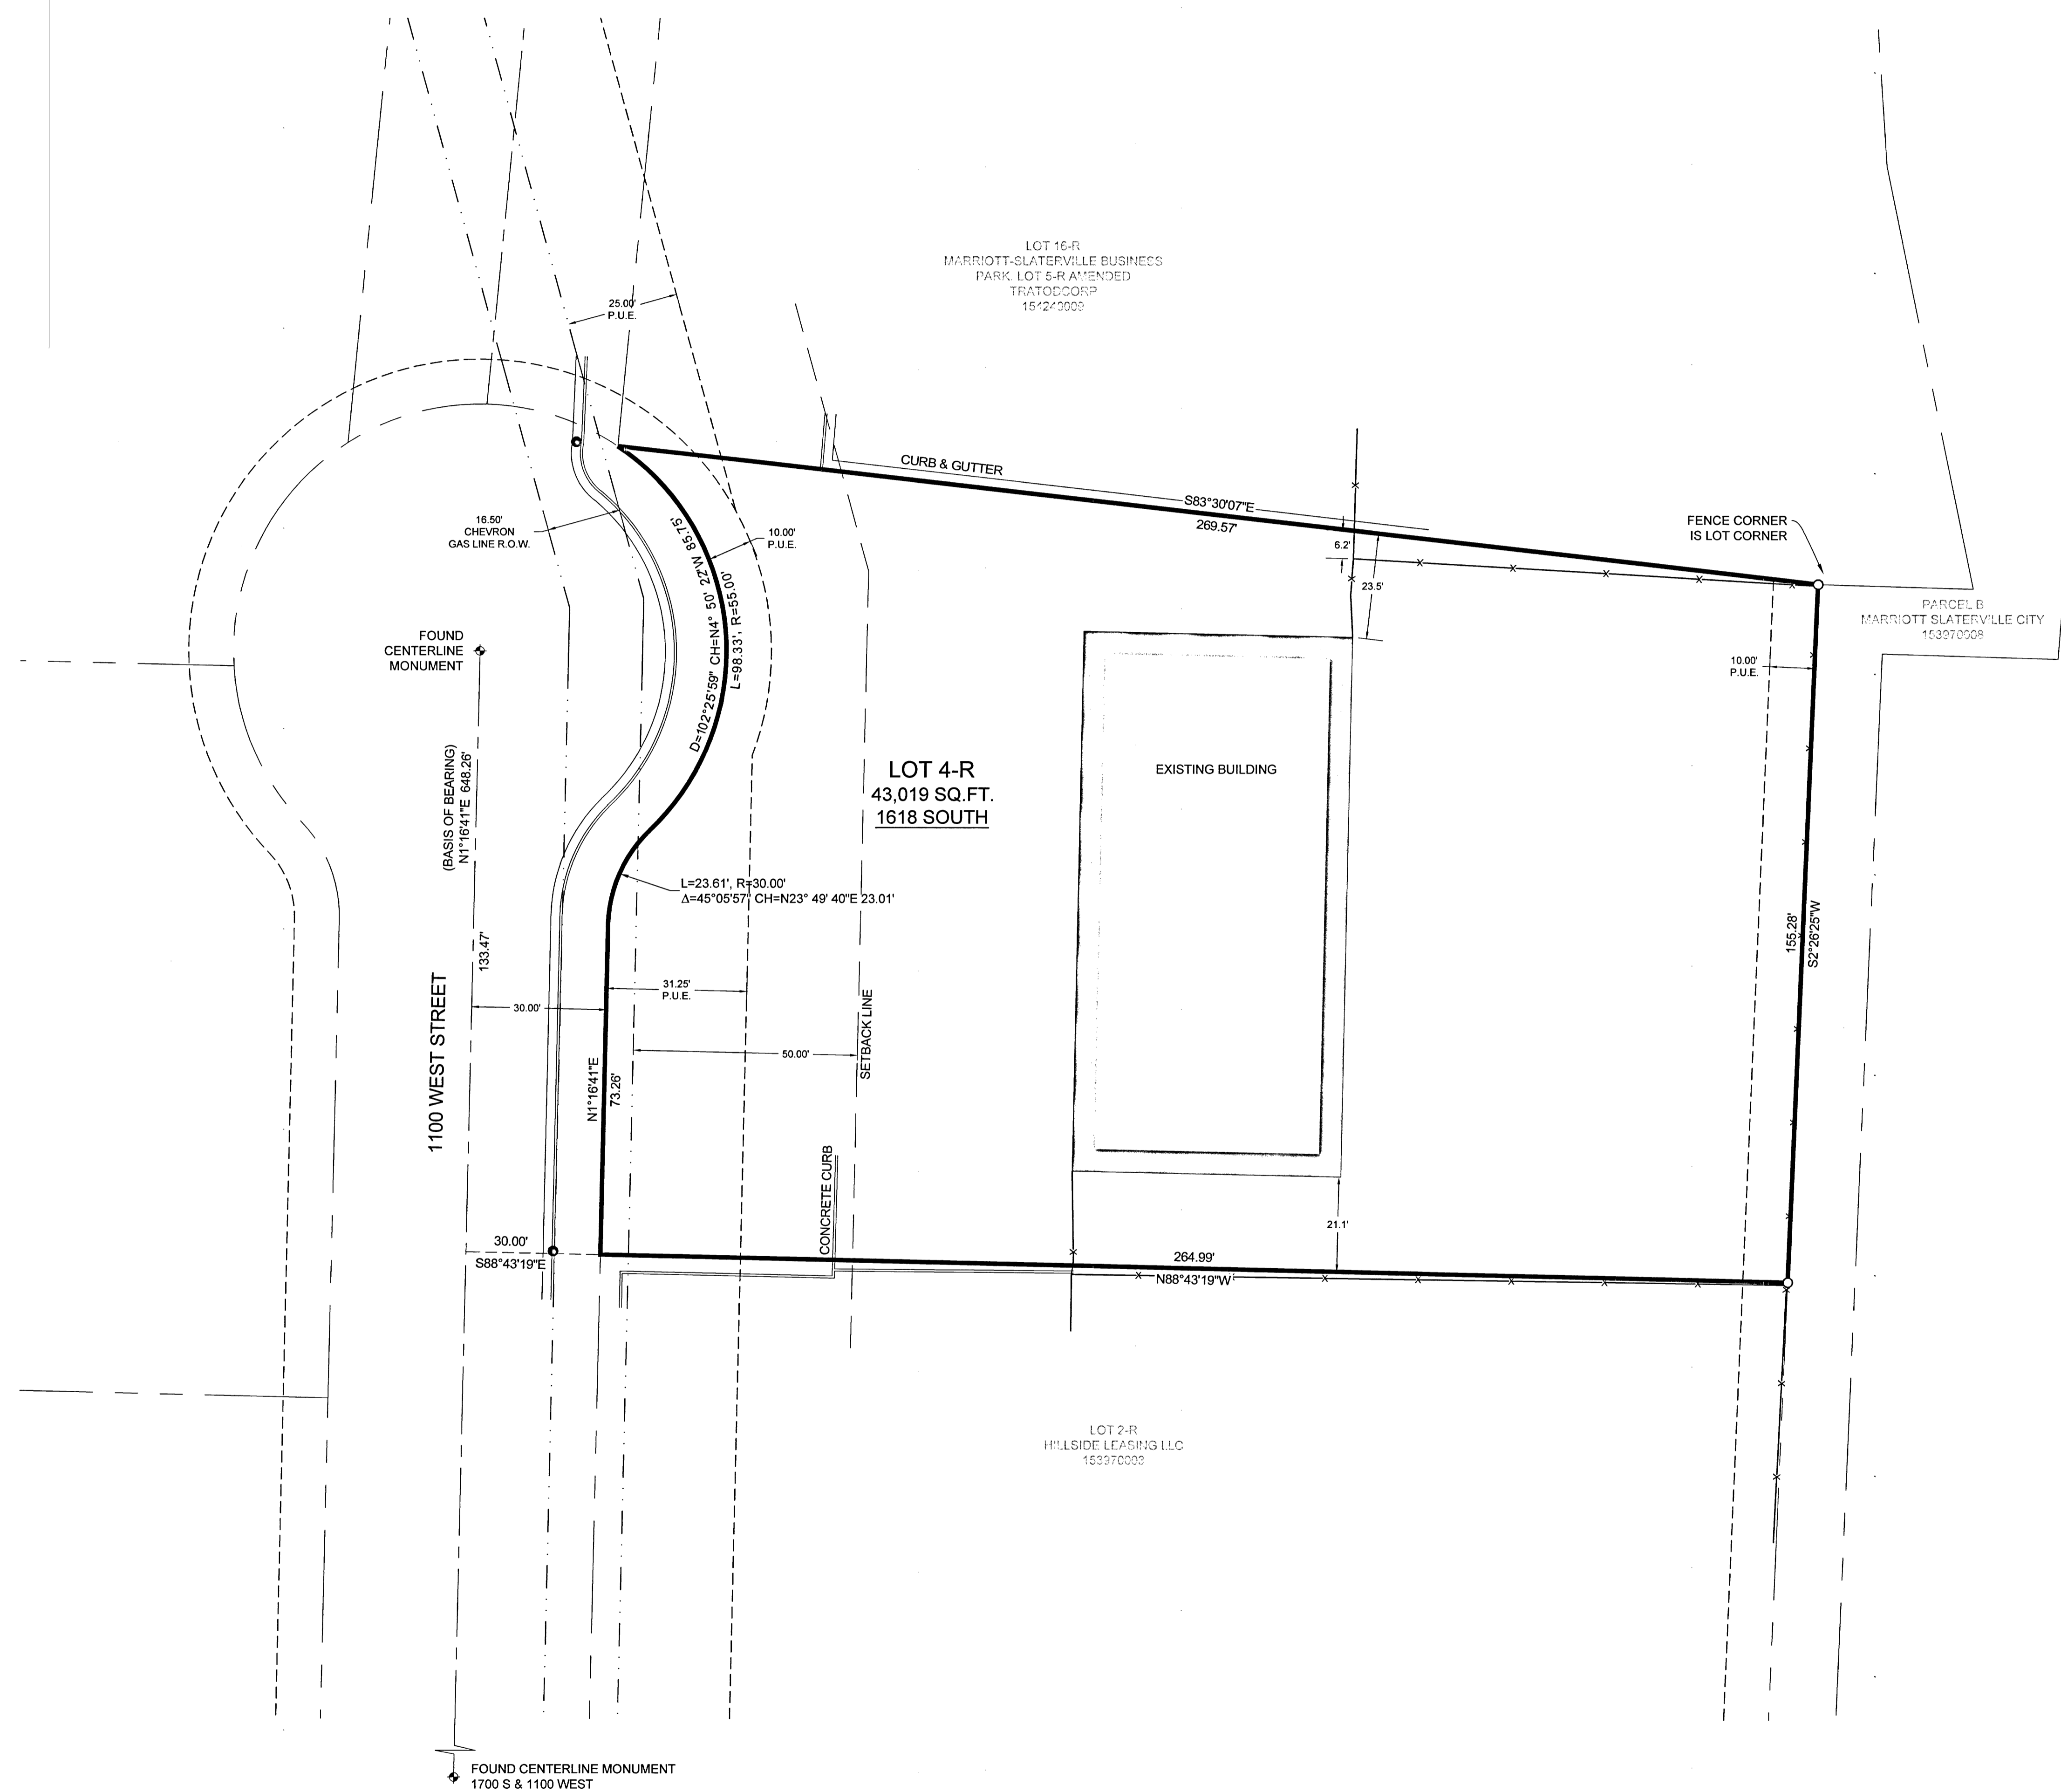 LOT 16-R
MARRIOTT-SLATERVILLE BUSINESS
PARK, LOT 5-R AMENDED
TRATODCORP
151240009
25.00'
P.U.E.
CURB & GUTTER
S83°30'07"E
269.57'
16.50'
CHEVRON
GAS LINE R.O.W.
10.00'
P.U.E.
FENCE CORNER
IS LOT CORNER
6.2'
23.5'
PARCEL B
MARRIOTT SLATERVILLE CITY
153970008
10.00'
P.U.E.
FOUND
CENTERLINE
MONUMENT
D=102°25'59" CH=N4° 50' 22"W 85.75'
L=98.33', R=55.00'
(BASIS OF BEARING)
N1°16'41"E 648.26'
LOT 4-R
43,019 SQ.FT.
1618 SOUTH
EXISTING BUILDING
L=23.61', R=30.00'
Δ=45°05'57" CH=N23° 49' 40"E 23.01'
133.47'
155.28'
S2°26'25"W
31.25'
P.U.E.
30.00'
1100 WEST STREET
50.00'
SETBACK LINE
N1°16'41"E
73.26'
CONCRETE CURB
21.1'
30.00'
S88°43'19"E
264.99'
N88°43'19"W
LOT 2-R
HILLSIDE LEASING LLC
153970003
FOUND CENTERLINE MONUMENT
1700 S & 1100 WEST